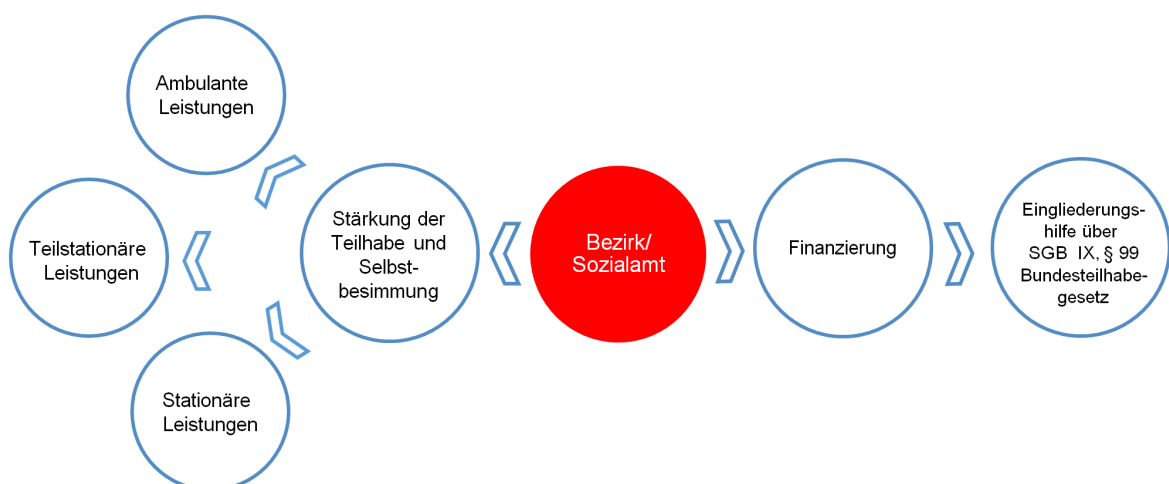 Ambulante
Leistungen
Teilstationäre
Leistungen
Stationäre
Leistungen
Stärkung der
Teilhabe und
Selbst-
besimmung
Bezirk/
Sozialamt
Finanzierung
Eingliederungs-
hilfe über
SGB IX, § 99
Bundesteilhabe-
gesetz